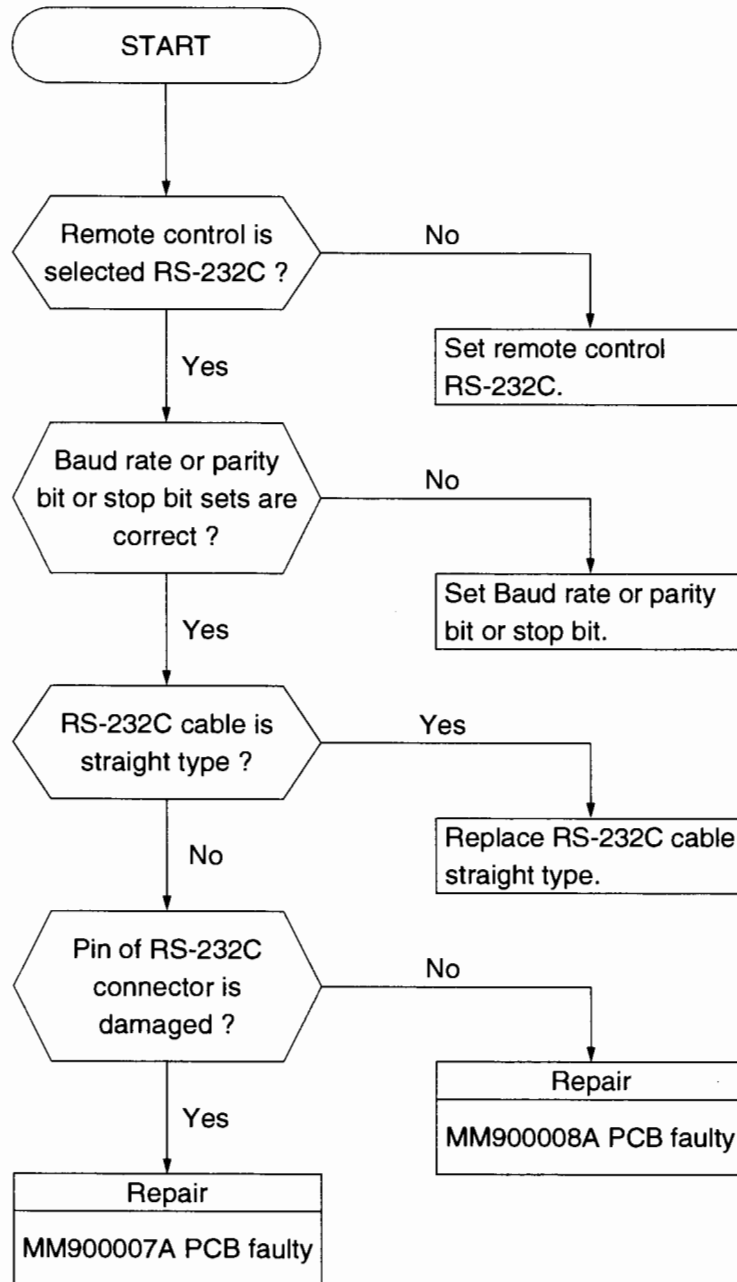 START
Remote control is
selected RS-232C ?
No
Set remote control
RS-232C.
Yes
Baud rate or parity
bit or stop bit sets are
correct ?
No
Set Baud rate or parity
bit or stop bit.
Yes
RS-232C cable is
straight type ?
Yes
Replace RS-232C cable
straight type.
No
Pin of RS-232C
connector is
damaged ?
No
Repair
MM900008A PCB faulty
Yes
Repair
MM900007A PCB faulty